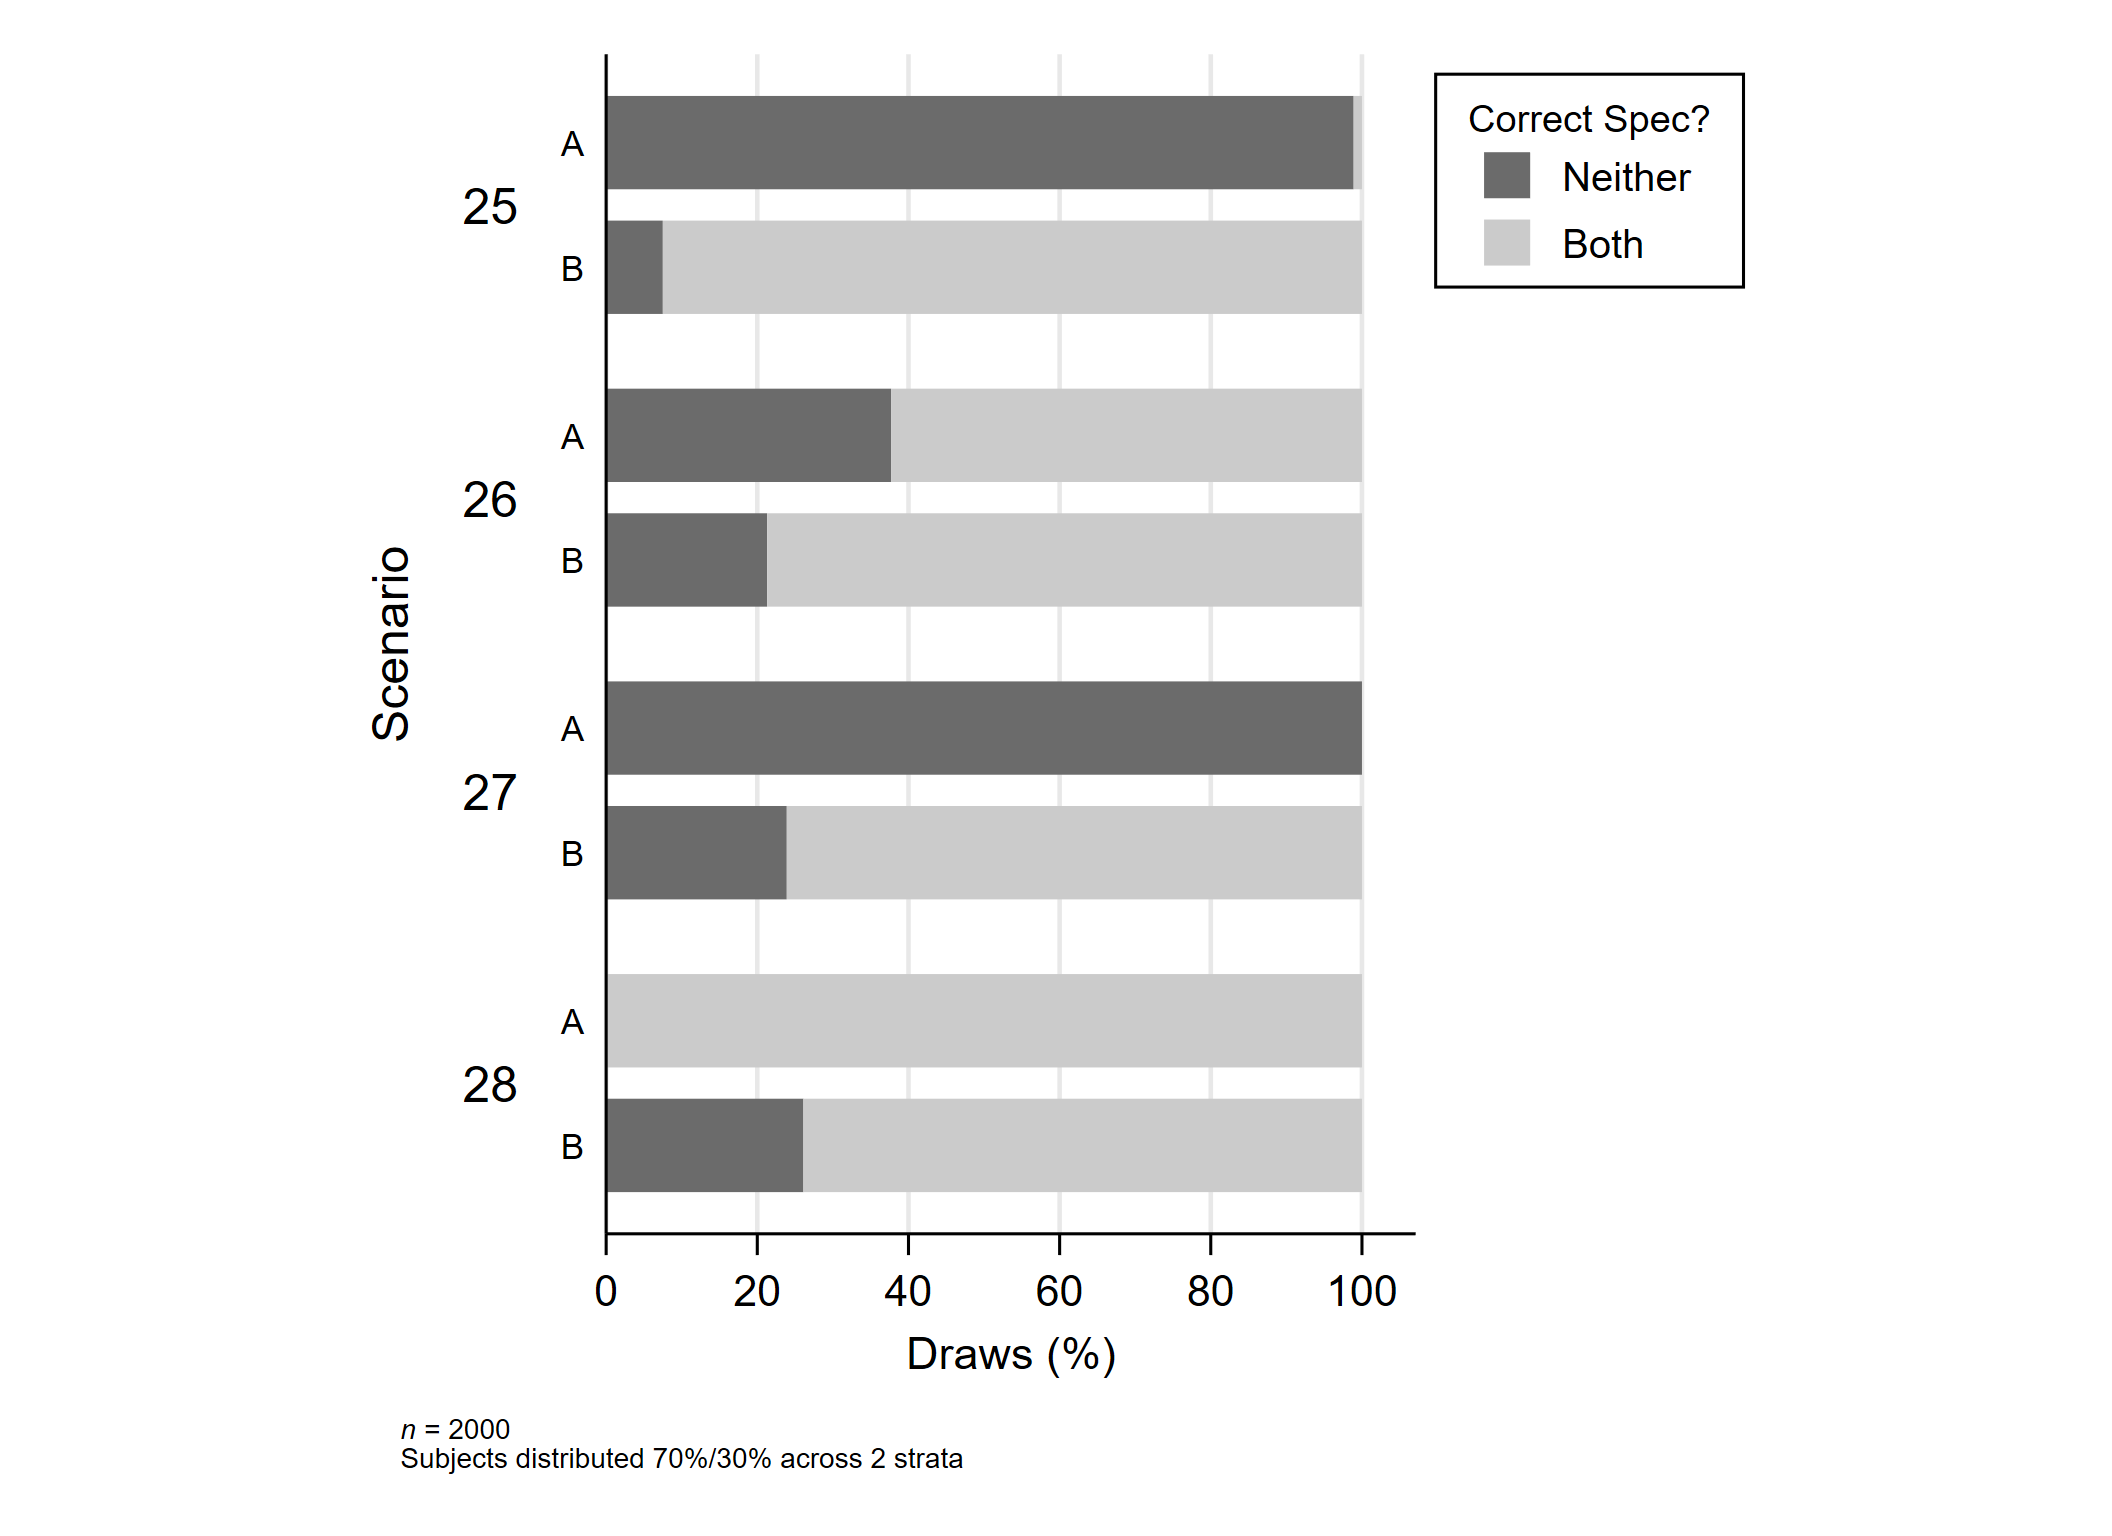 Correct Spec?
Neither
Both
Scenario
25
A
B
26
A
B
27
A
B
28
A
B
0 20 40 60 80 100
Draws (%)
n = 2000
Subjects distributed 70%/30% across 2 strata